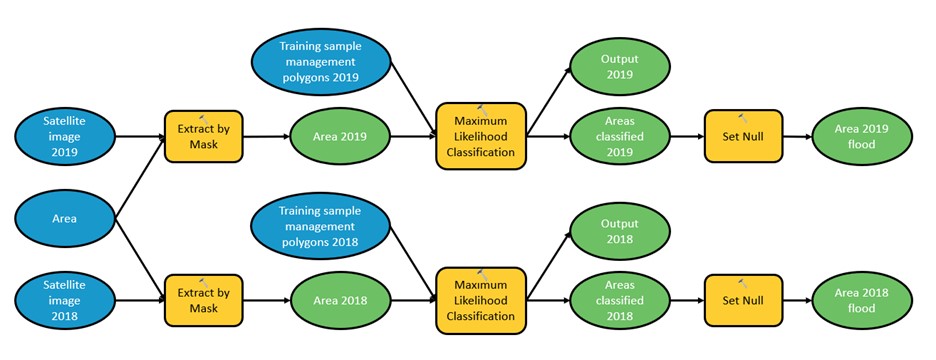 Training sample
management
polygons 2019
Output
2019
Satellite
image
2019
Extract by
Mask
Area 2019
Maximum
Likelihood
Classification
Areas
classified
2019
Set Null
Area 2019
flood
Area
Training sample
management
polygons 2018
Output
2018
Satellite
image
2018
Extract by
Mask
Area 2018
Maximum
Likelihood
Classification
Areas
classified
2018
Set Null
Area 2018
flood